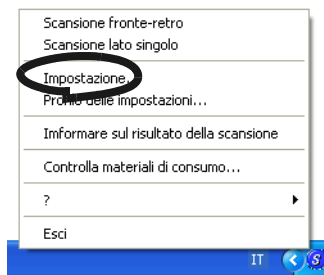 Scansione fronte-retro
Scansione lato singolo
Impostazione...
Profilo delle impostazioni...
Imformare sul risultato della scansione
Controlla materiali di consumo...
?
Esci
IT
S